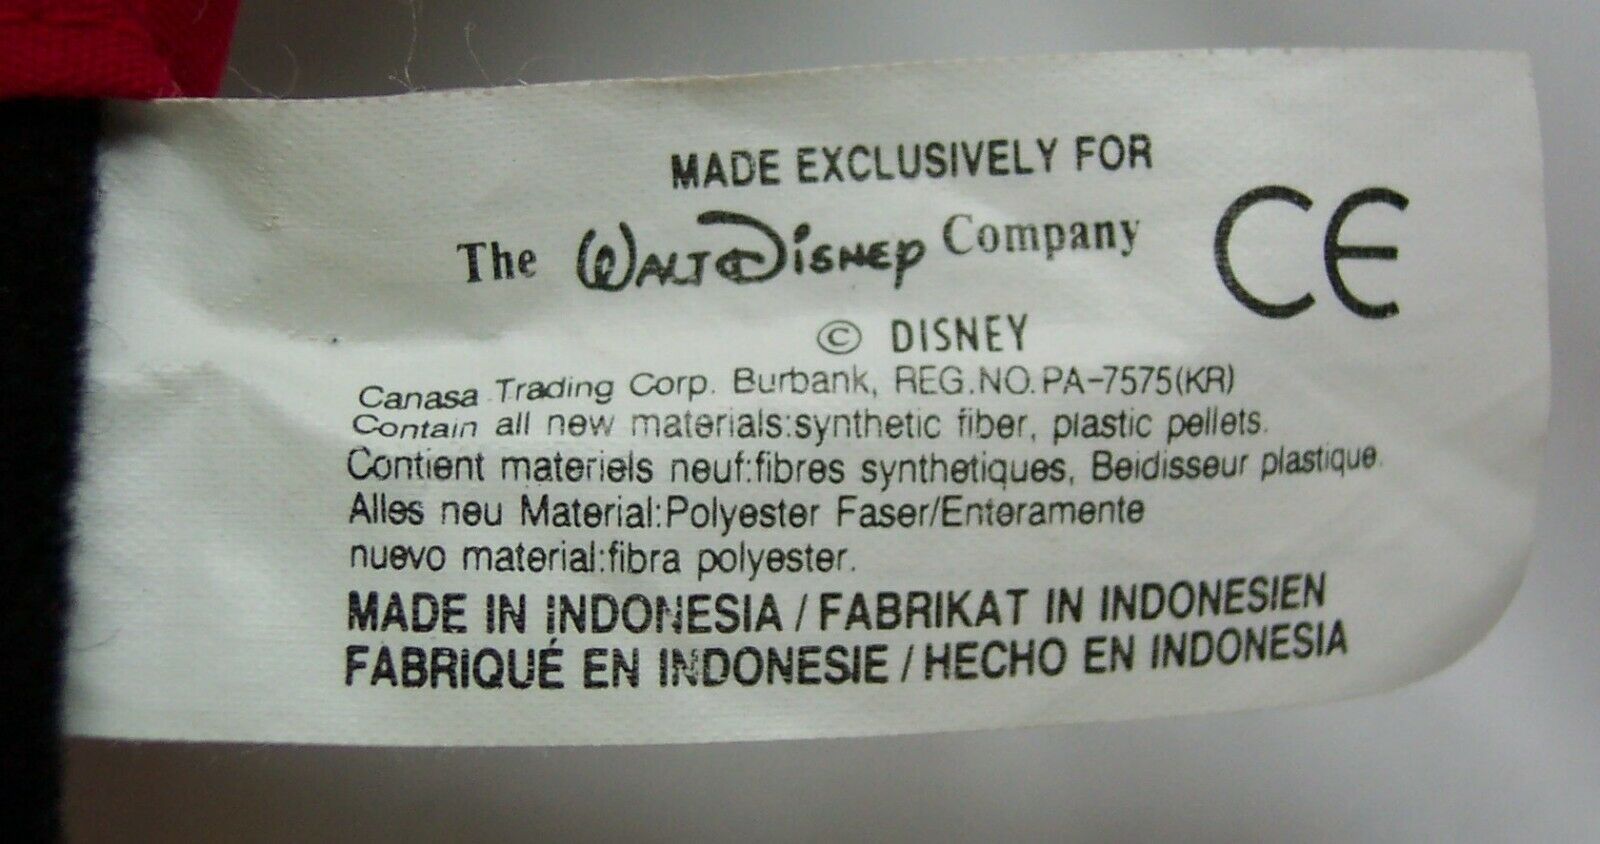 MADE EXCLUSIVELY FOR
The WALT DISNEY Company
CE
© DISNEY
Canasa Trading Corp. Burbank, REG.NO.PA-7575(KR)
Contain all new materials:synthetic fiber, plastic pellets.
Contient materiels neuf:fibres synthetiques, Beidisseur plastique.
Alles neu Material:Polyester Faser/Enteramente
nuevo material:fibra polyester.
MADE IN INDONESIA / FABRIKAT IN INDONESIEN
FABRIQUÉ EN INDONESIE / HECHO EN INDONESIA